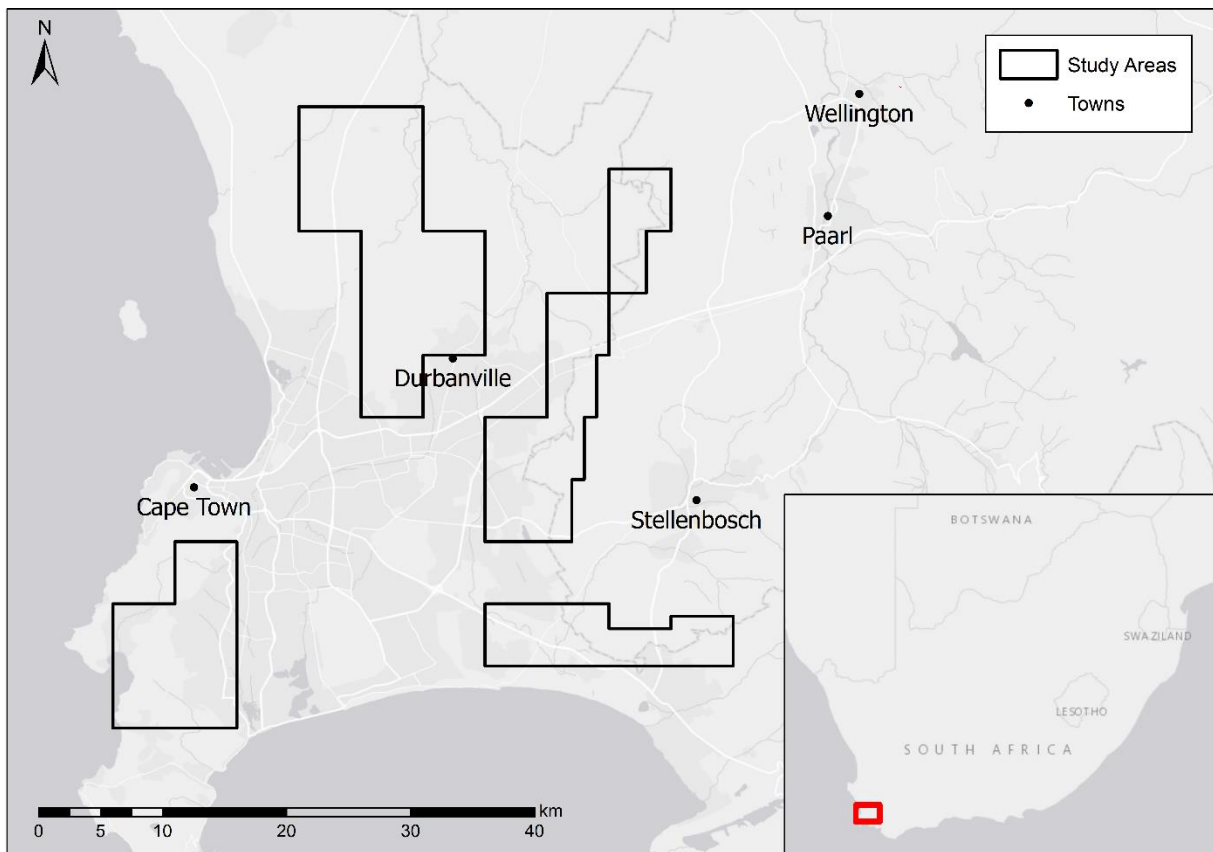 N
Study Areas
Towns
Wellington
Paarl
Durbanville
Cape Town
Stellenbosch
BOTSWANA
SWAZILAND
LESOTHO
SOUTH AFRICA
km
0 5 10 20 30 40